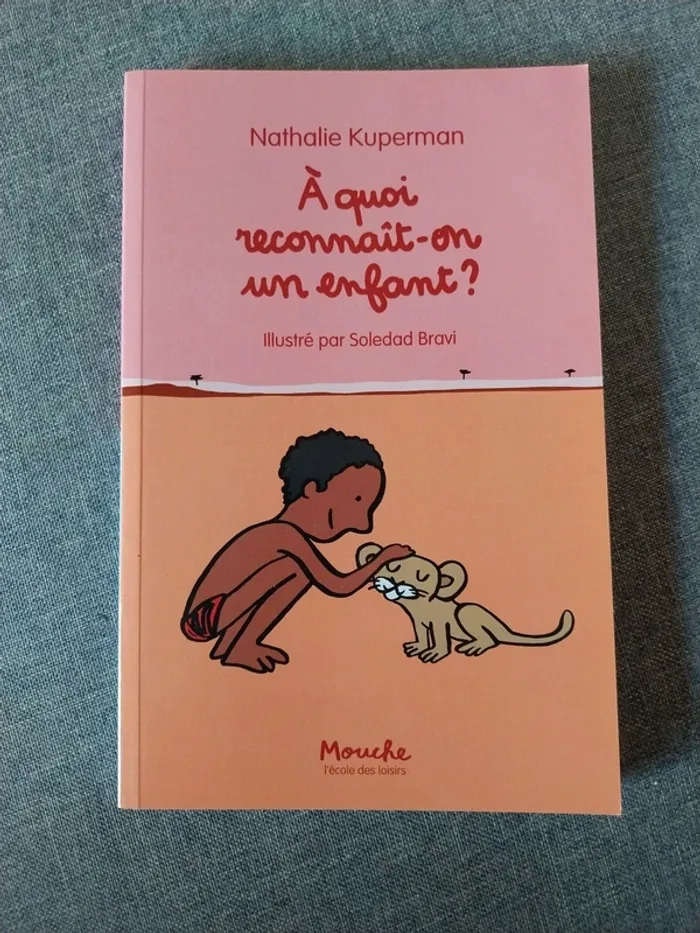 Nathalie Kuperman
À quoi
reconnaît-on
un enfant ?
Illustré par Soledad Bravi
Mouche
l'école des loisirs